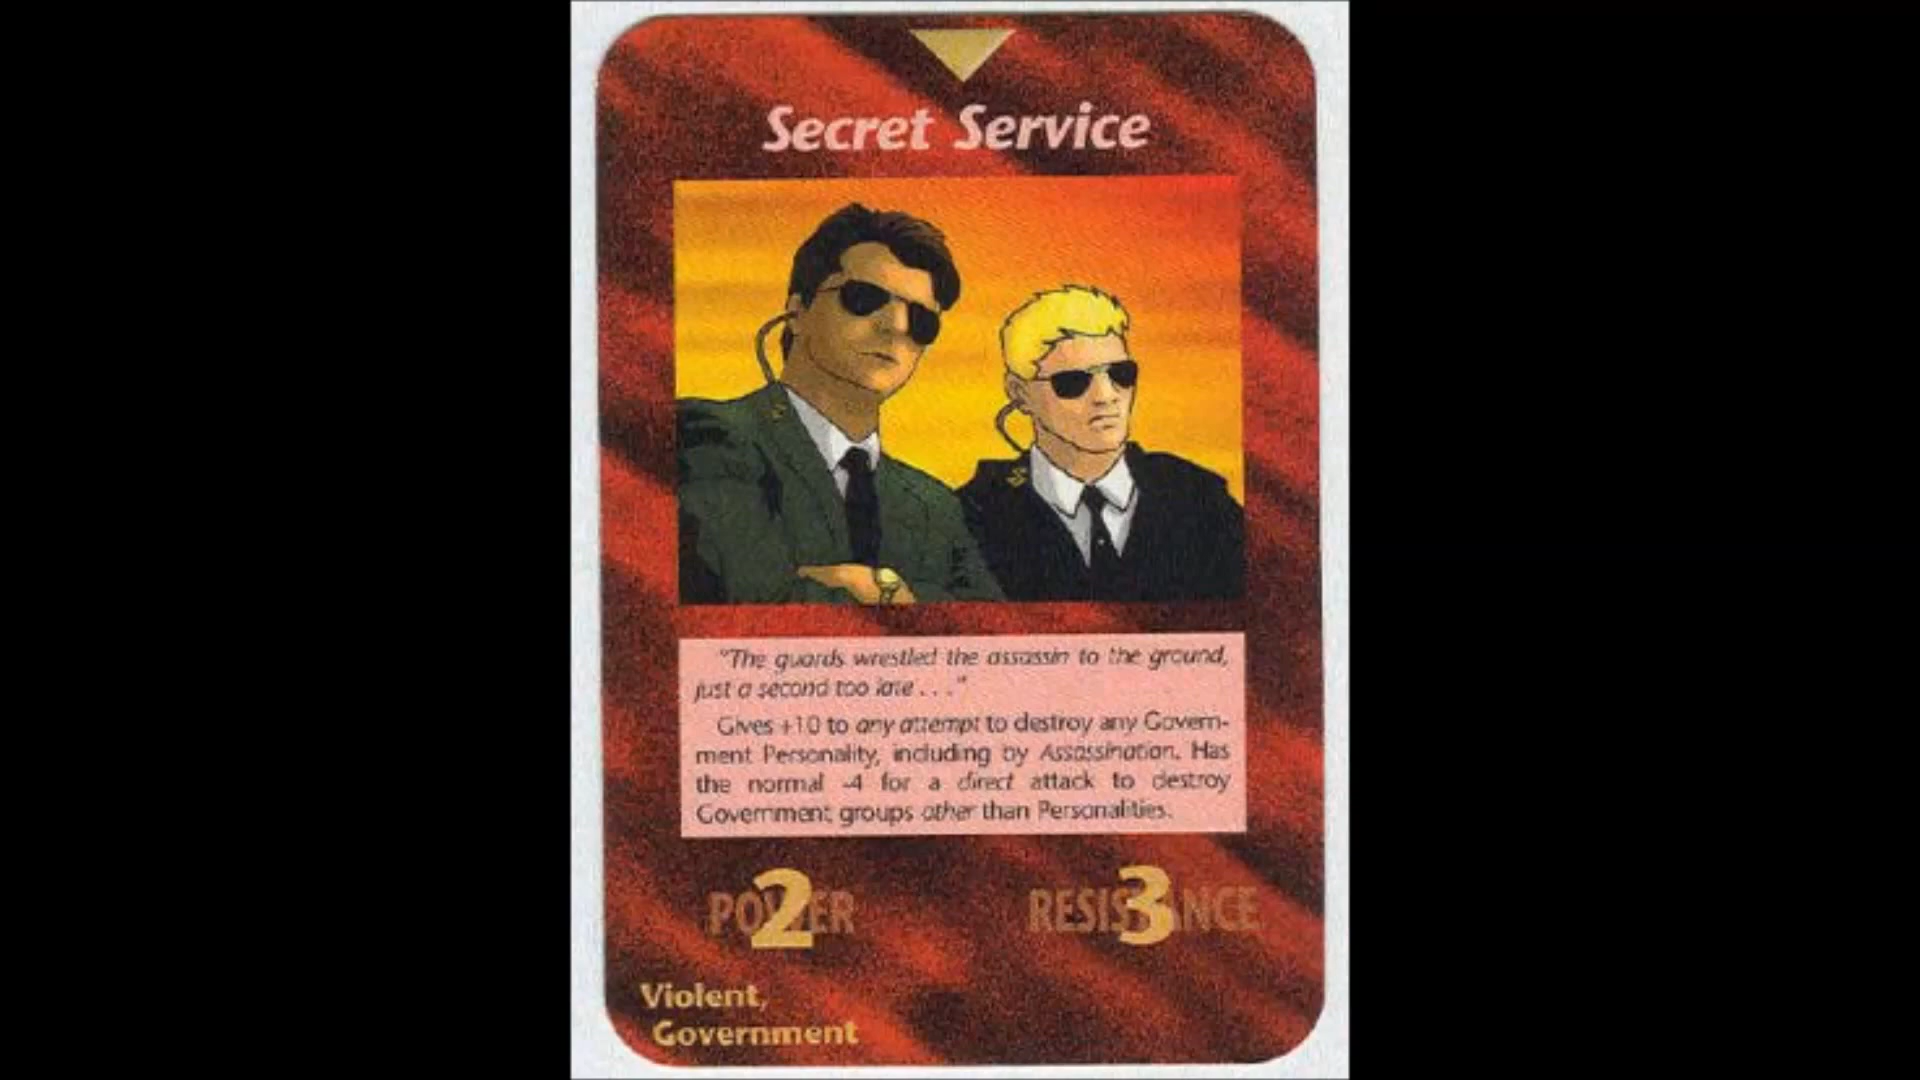 Secret Service
"The guards wrestled the assassin to the ground,
just a second too late . . ."
Gives +10 to any attempt to destroy any Govern-
ment Personality, including by Assassination. Has
the normal -4 for a direct attack to destroy
Government groups other than Personalities.
POWER 2
RESISTANCE 3
Violent,
Government